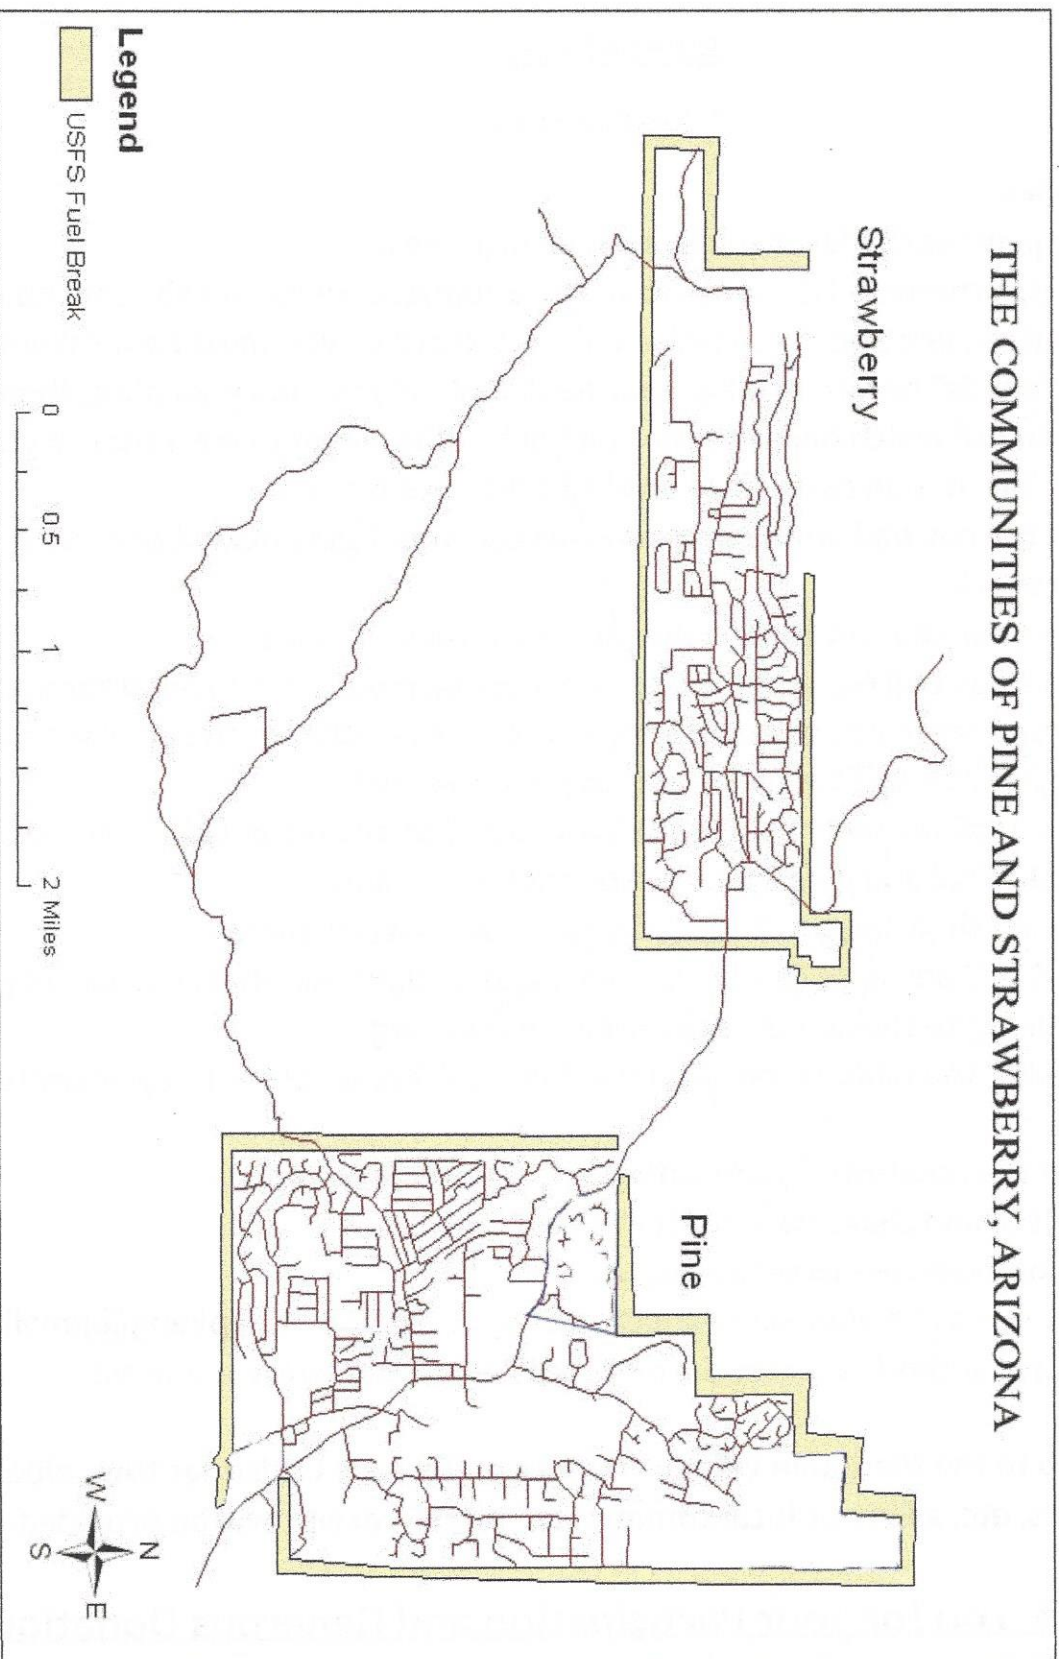 THE COMMUNITIES OF PINE AND STRAWBERRY, ARIZONA
Strawberry
Pine
Legend
USFS Fuel Break
0 0.5 1 2 Miles
N
W E
S